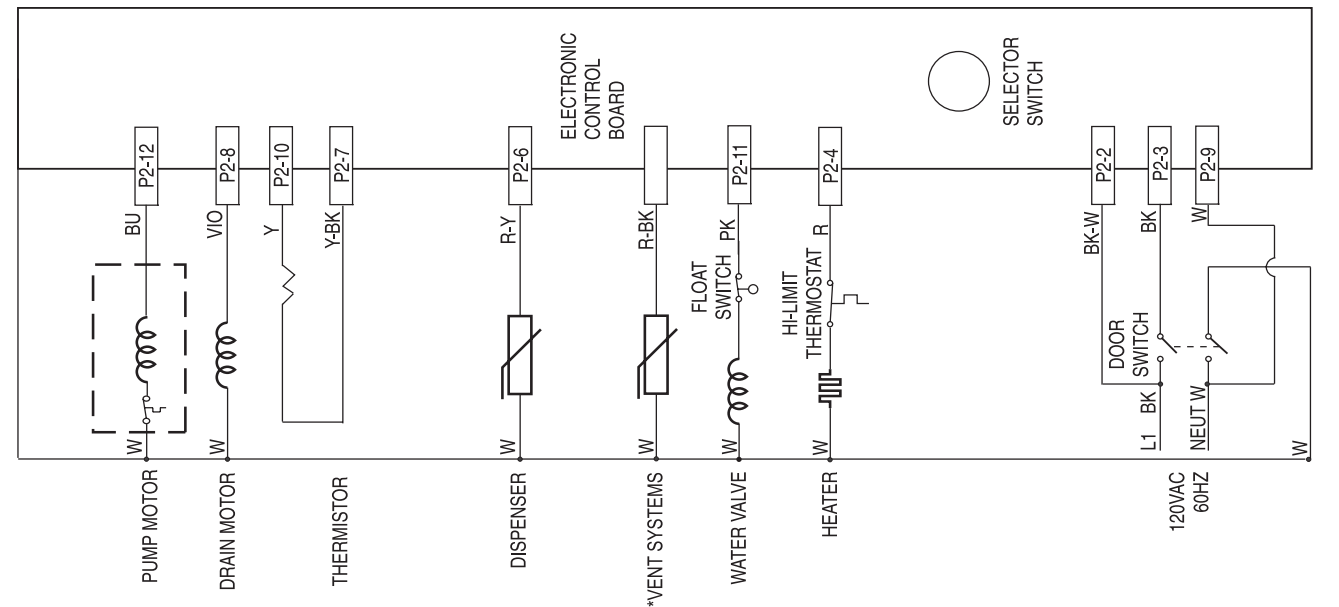 ELECTRONIC
CONTROL
BOARD
SELECTOR
SWITCH
P2-12
P2-8
P2-10
P2-7
P2-6
P2-11
P2-4
P2-2
P2-3
P2-9
BU
VIO
Y
Y-BK
R-Y
R-BK
PK
R
BK-W
BK
W
FLOAT
SWITCH
HI-LIMIT
THERMOSTAT
DOOR
SWITCH
W
W
W
W
W
W
L1 BK
NEUT W
W
PUMP MOTOR
DRAIN MOTOR
THERMISTOR
DISPENSER
*VENT SYSTEMS
WATER VALVE
HEATER
120VAC
60HZ